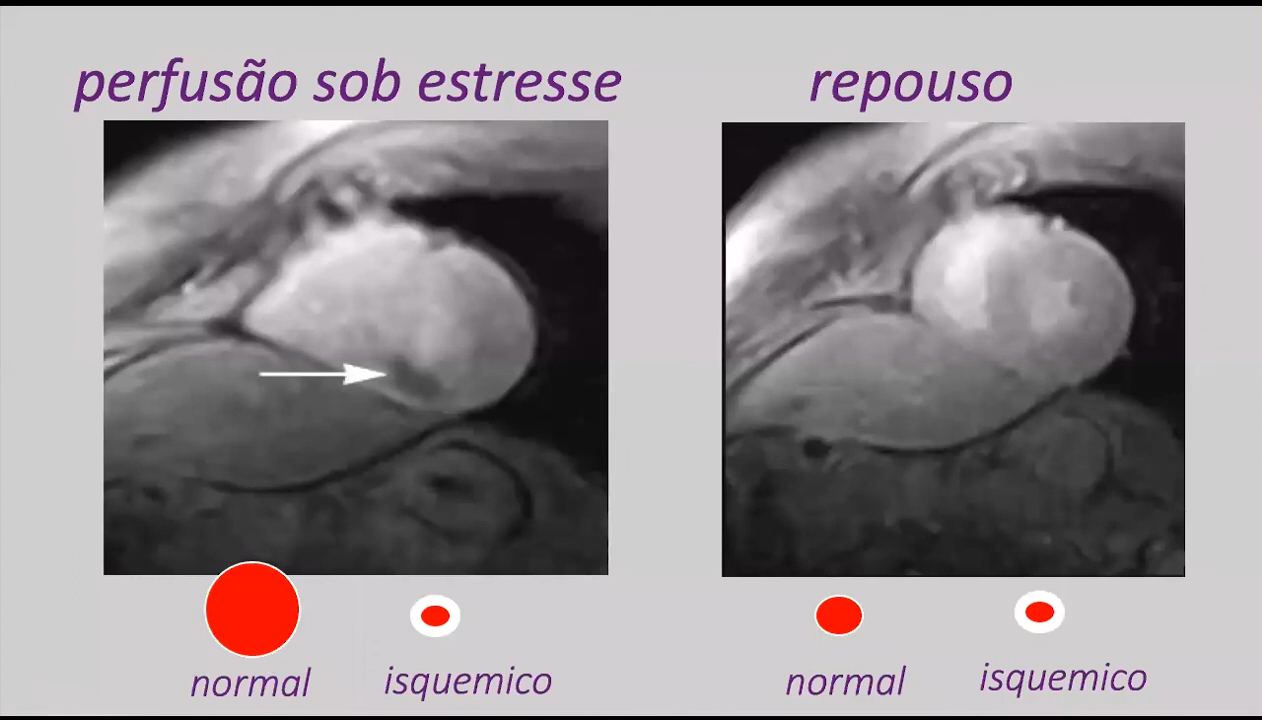 perfusão sob estresse
repouso
normal
isquemico
normal
isquemico